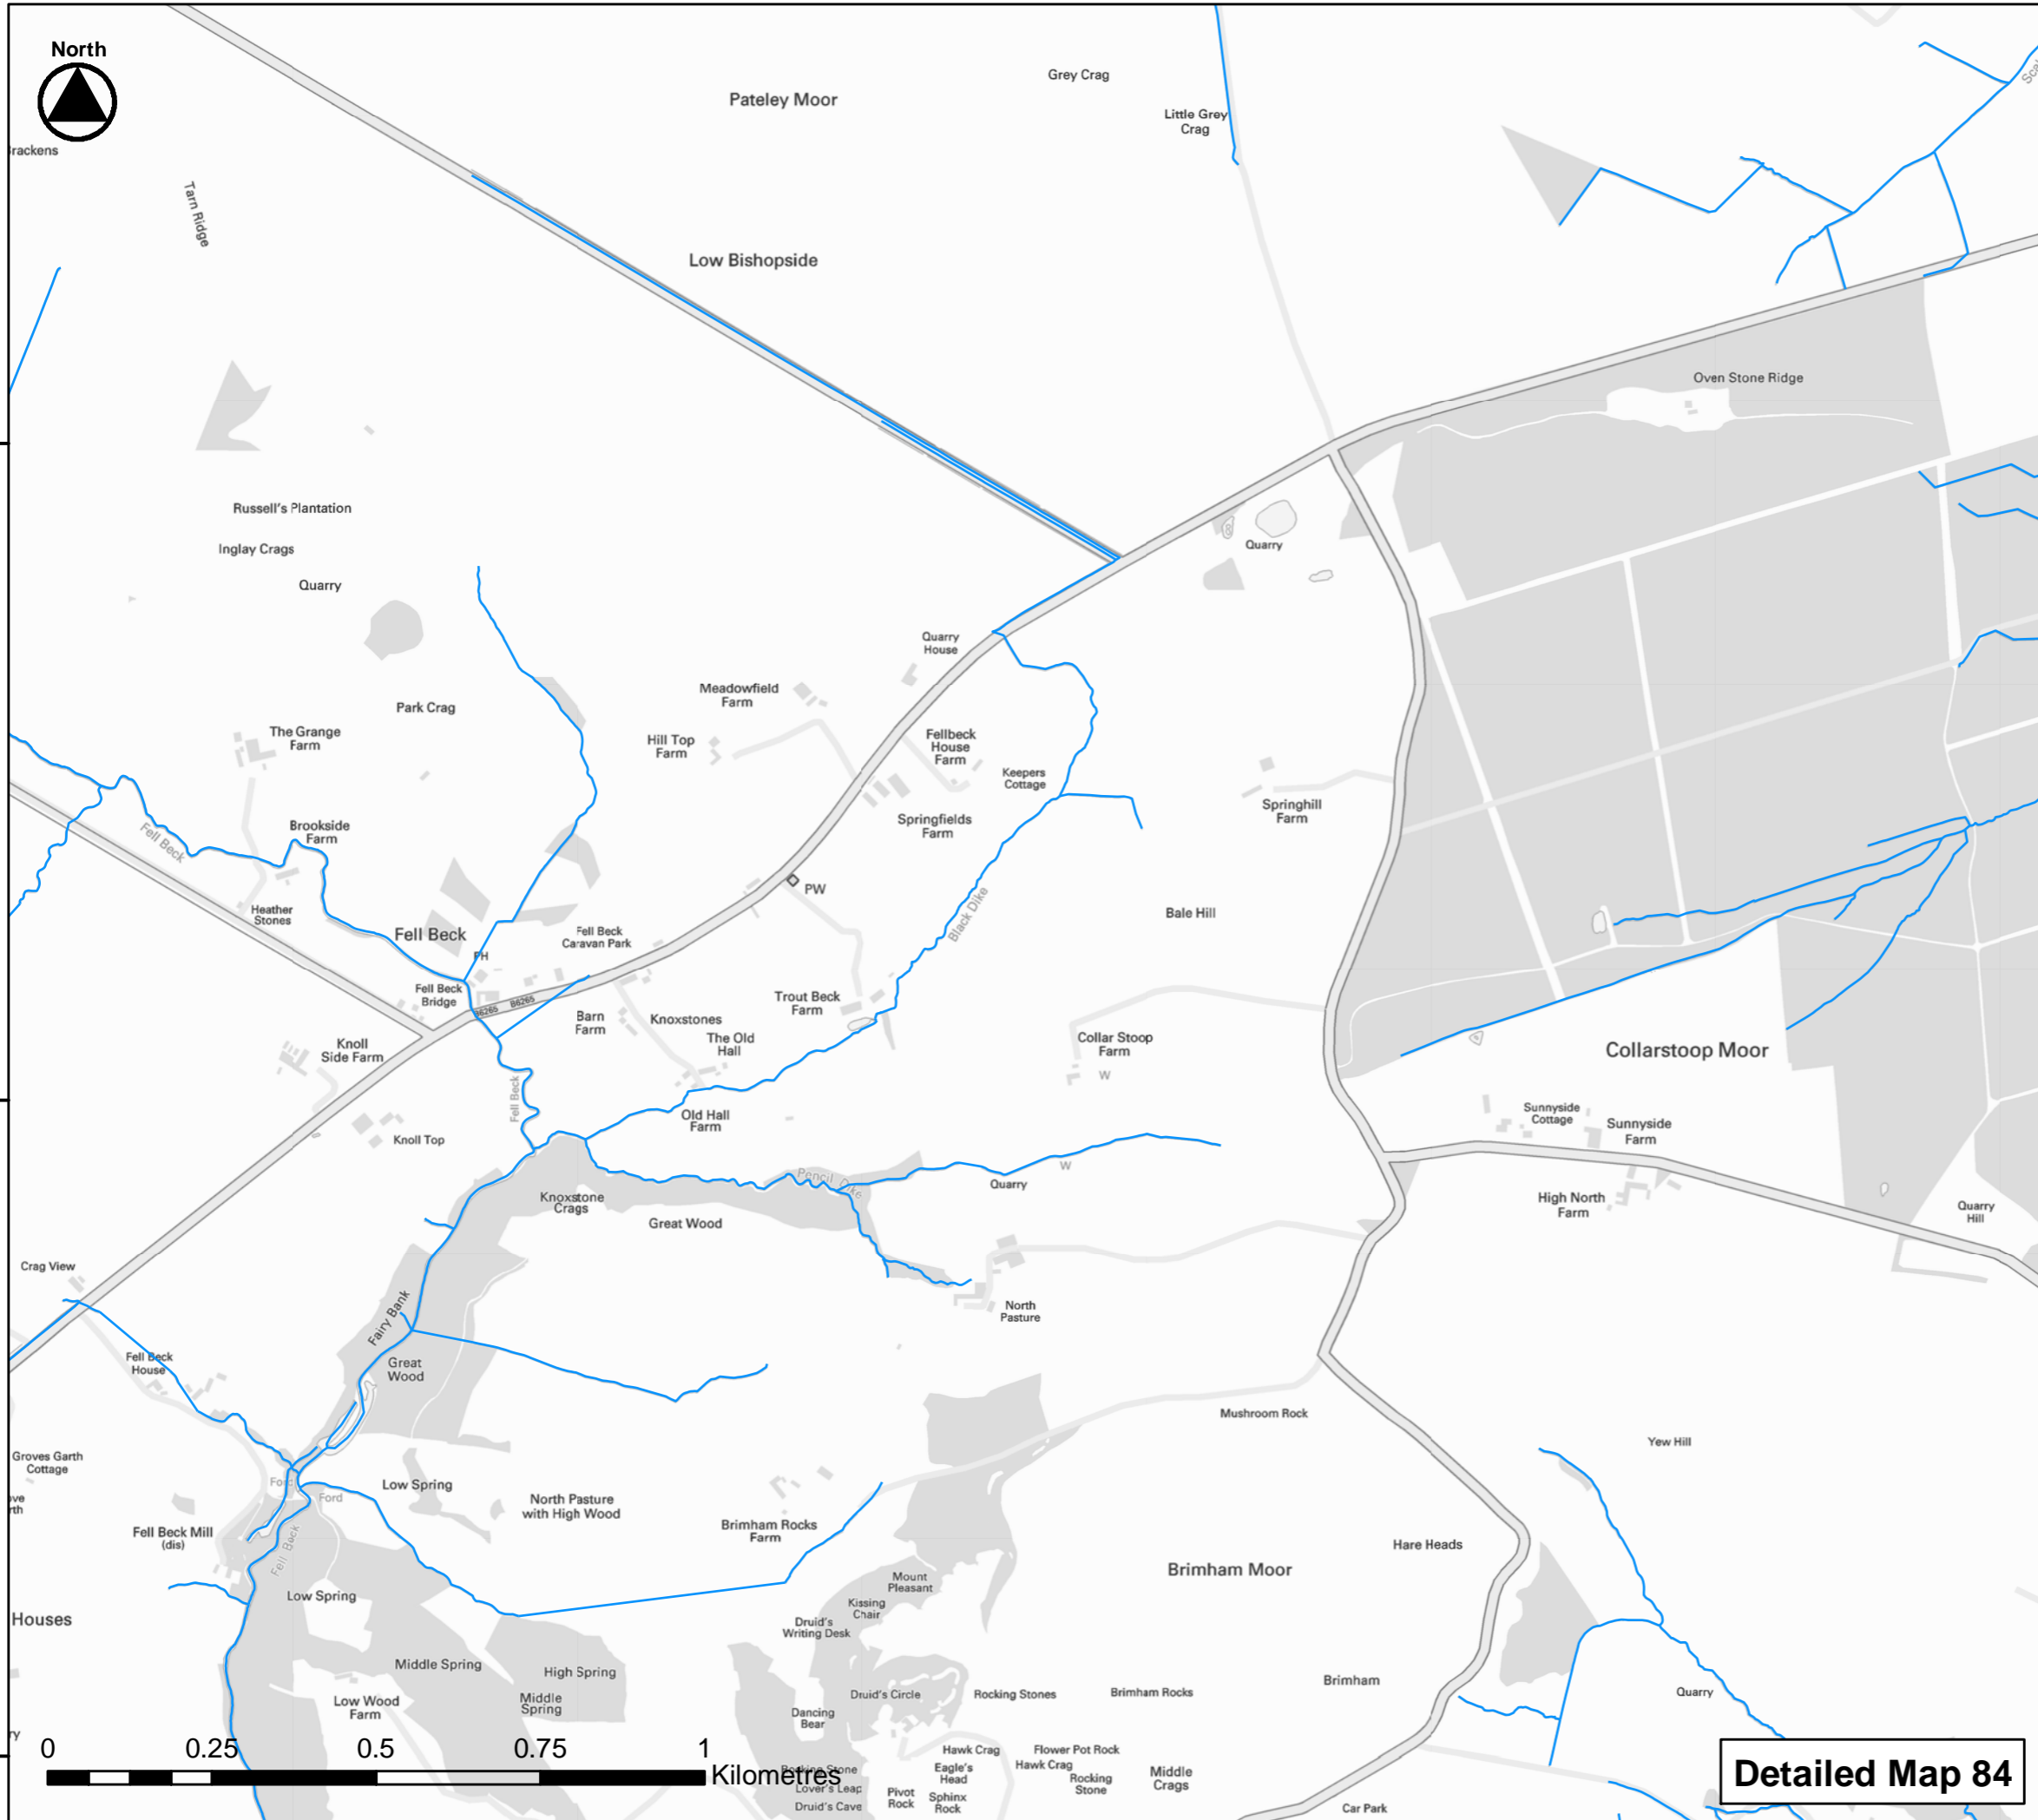 North
Grey Crag
Pateley Moor
Little Grey
Crag
Tarn Ridge
Low Bishopside
Oven Stone Ridge
Russell's Plantation
Inglay Crags
Quarry
Quarry
Quarry
House
Meadowfield
Farm
Park Crag
The Grange
Farm
Hill Top
Farm
Fellbeck
House
Farm
Keepers
Cottage
Springhill
Farm
Springfields
Farm
Brookside
Farm
Fell Beck
PW
Heather
Stones
Black Dike
Bale Hill
Fell Beck
Fell Beck
Caravan Park
PH
Fell Beck
Bridge
B6265
B6265
Trout Beck
Farm
Barn
Farm
Knoxstones
The Old
Hall
Knoll
Side Farm
Collar Stoop
Farm
W
Collarstoop Moor
Fell Beck
Old Hall
Farm
Sunnyside
Cottage
Sunnyside
Farm
Knoll Top
W
Pencil Dike
Quarry
Knoxstone
Crags
Great Wood
High North
Farm
Quarry
Hill
Crag View
North
Pasture
Fairy Bank
Fell Beck
House
Great
Wood
Mushroom Rock
Yew Hill
Groves Garth
Cottage
Ford
Ford
Low Spring
North Pasture
with High Wood
Brimham Rocks
Farm
Fell Beck Mill
(dis)
Fell Beck
Hare Heads
Brimham Moor
Mount
Pleasant
Low Spring
Kissing
Chair
Houses
Druid's
Writing Desk
Middle Spring
High Spring
Brimham
Druid's Circle
Rocking Stones
Brimham Rocks
Quarry
Low Wood
Farm
Middle
Spring
Dancing
Bear
0 0.25 0.5 0.75 1
Kilometres
Hawk Crag
Flower Pot Rock
Hawk Crag
Eagle's
Head
Rocking
Stone
Middle
Crags
Rocking Stone
Lover's Leap
Druid's Cave
Pivot
Rock
Sphinx
Rock
Car Park
Detailed Map 84